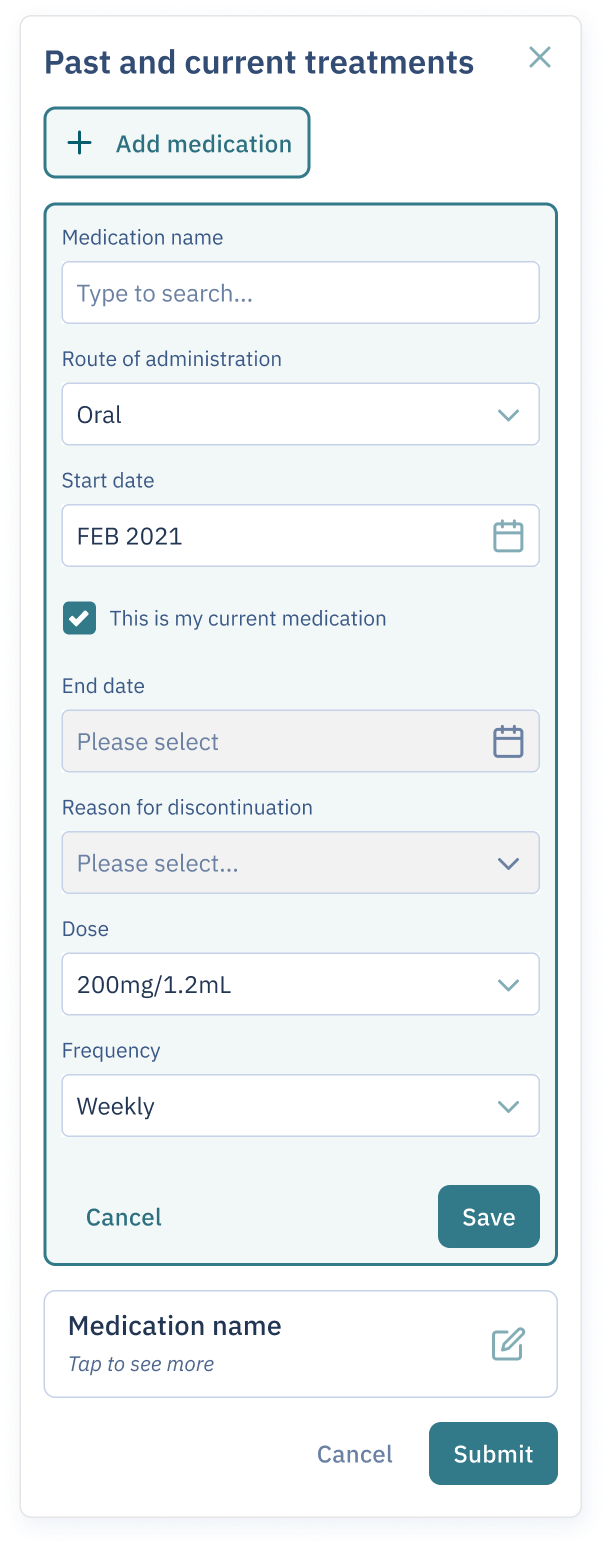 Past and current treatments
Add medication
Medication name
Type to search...
Route of administration
Oral
Start date
FEB 2021
This is my current medication
End date
Please select
Reason for discontinuation
Please select...
Dose
200mg/1.2mL
Frequency
Weekly
Cancel
Save
Medication name
Tap to see more
Cancel
Submit